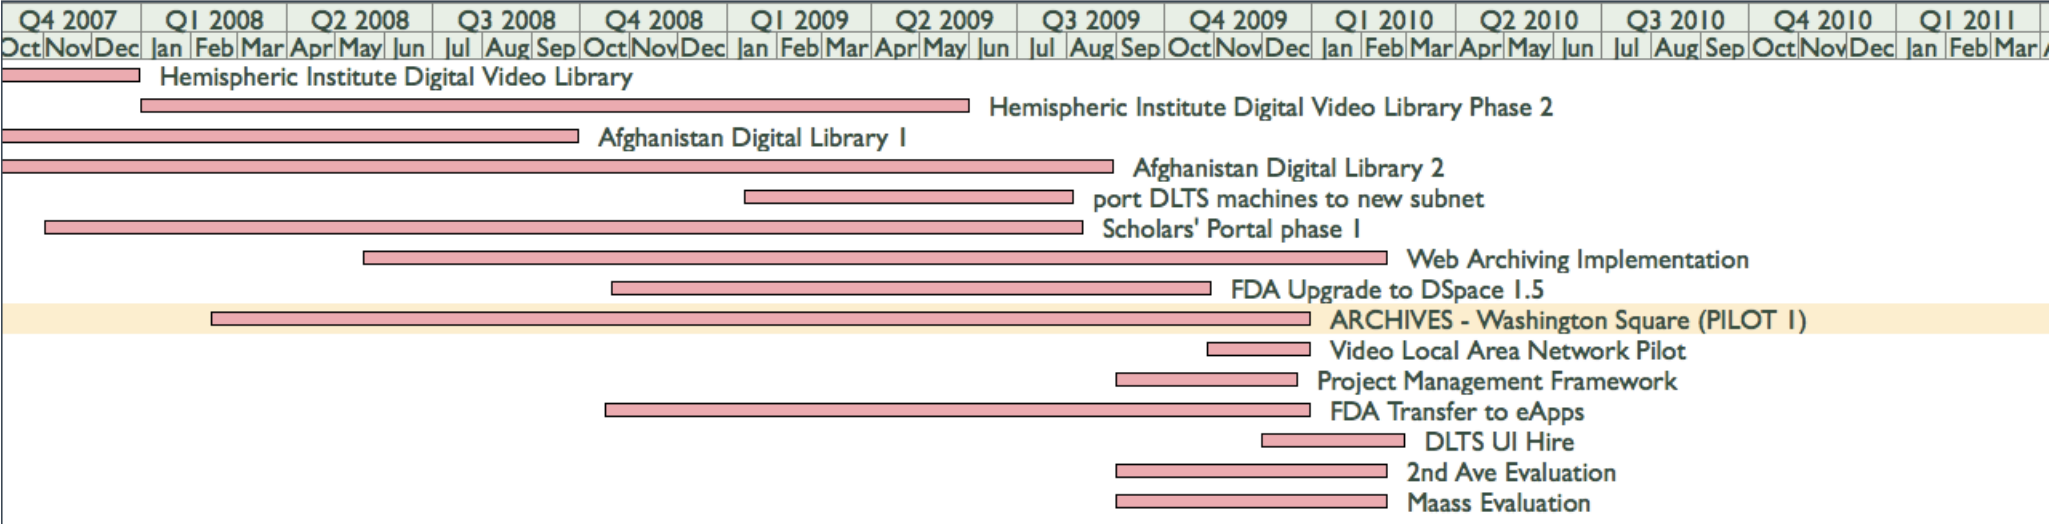 Q4 2007 Q1 2008 Q2 2008 Q3 2008 Q4 2008 Q1 2009 Q2 2009 Q3 2009 Q4 2009 Q1 2010 Q2 2010 Q3 2010 Q4 2010 Q1 2011
Oct Nov Dec Jan Feb Mar Apr May Jun Jul Aug Sep Oct Nov Dec Jan Feb Mar Apr May Jun Jul Aug Sep Oct Nov Dec Jan Feb Mar Apr May Jun Jul Aug Sep Oct Nov Dec Jan Feb Mar
Hemispheric Institute Digital Video Library
Hemispheric Institute Digital Video Library Phase 2
Afghanistan Digital Library 1
Afghanistan Digital Library 2
port DLTS machines to new subnet
Scholars' Portal phase 1
Web Archiving Implementation
FDA Upgrade to DSpace 1.5
ARCHIVES - Washington Square (PILOT 1)
Video Local Area Network Pilot
Project Management Framework
FDA Transfer to eApps
DLTS UI Hire
2nd Ave Evaluation
Maass Evaluation